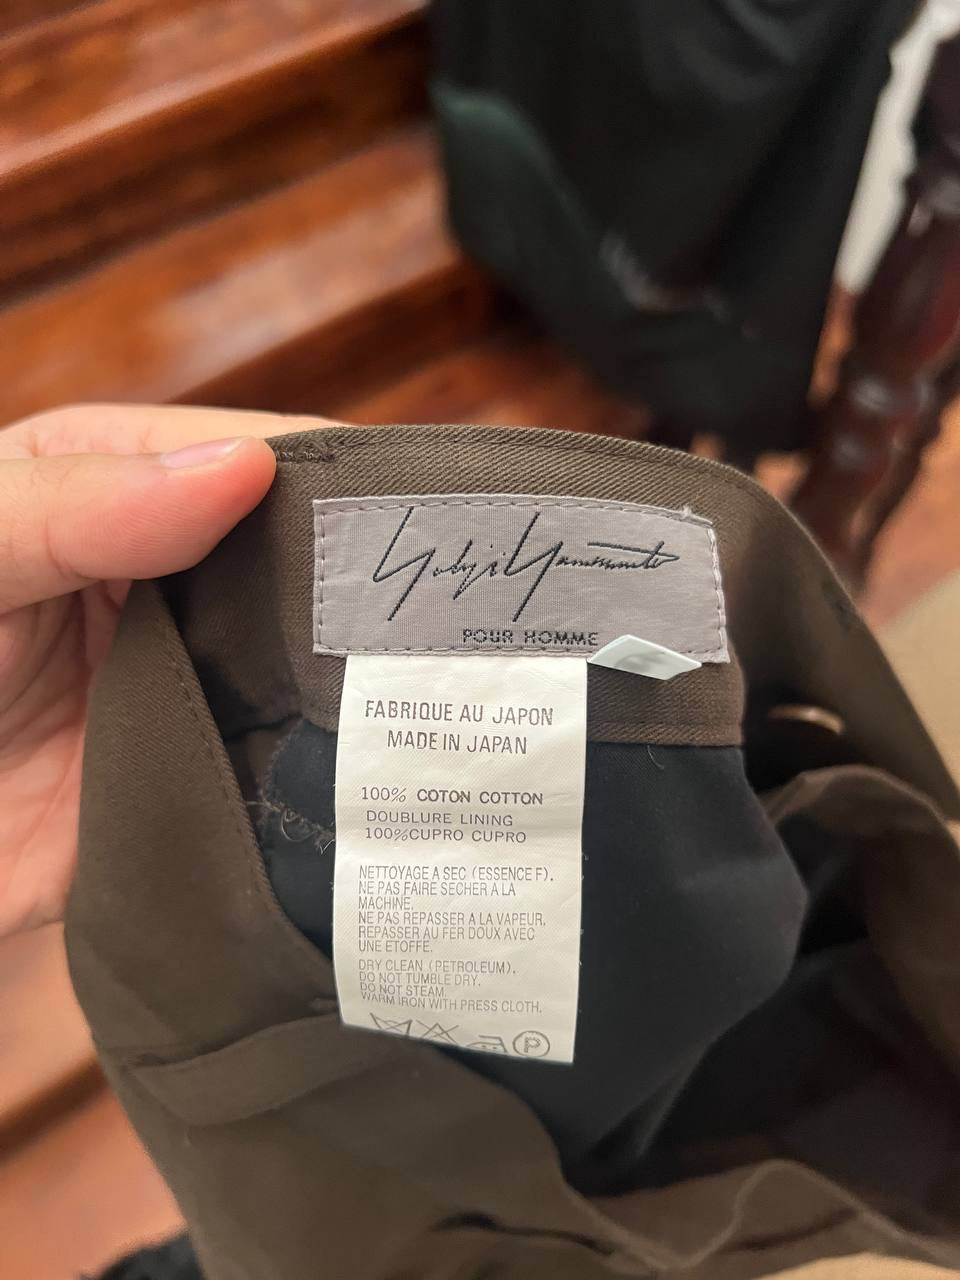 Yohji Yamamoto
POUR HOMME
FABRIQUE AU JAPON
MADE IN JAPAN
100% COTON COTTON
DOUBLURE LINING
100%CUPRO CUPRO
NETTOYAGE A SEC (ESSENCE F).
NE PAS FAIRE SECHER A LA
MACHINE.
NE PAS REPASSER A LA VAPEUR.
REPASSER AU FER DOUX AVEC
UNE ETOFFE.
DRY CLEAN (PETROLEUM).
DO NOT TUMBLE DRY.
DO NOT STEAM.
WARM IRON WITH PRESS CLOTH.
P